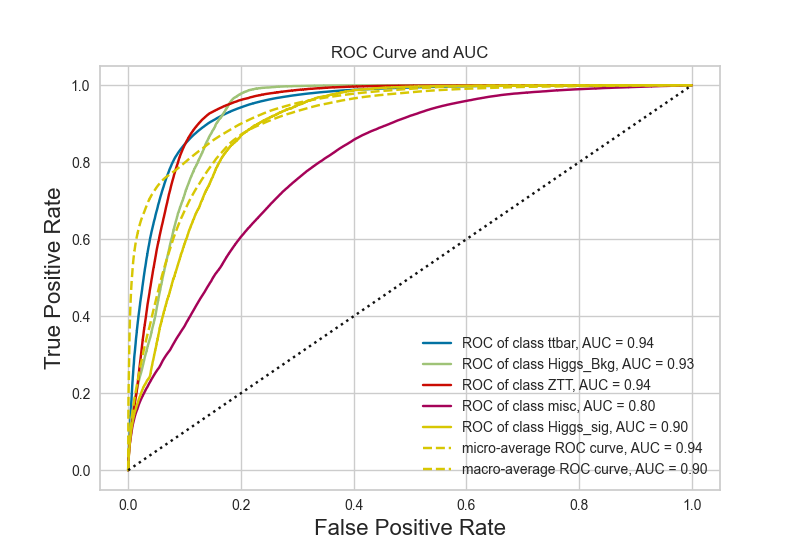 ROC Curve and AUC
1.0
0.8
0.6
0.4
0.2
0.0
True Positive Rate
ROC of class ttbar, AUC = 0.94
ROC of class Higgs_Bkg, AUC = 0.93
ROC of class ZTT, AUC = 0.94
ROC of class misc, AUC = 0.80
ROC of class Higgs_sig, AUC = 0.90
micro-average ROC curve, AUC = 0.94
macro-average ROC curve, AUC = 0.90
0.0 0.2 0.4 0.6 0.8 1.0
False Positive Rate